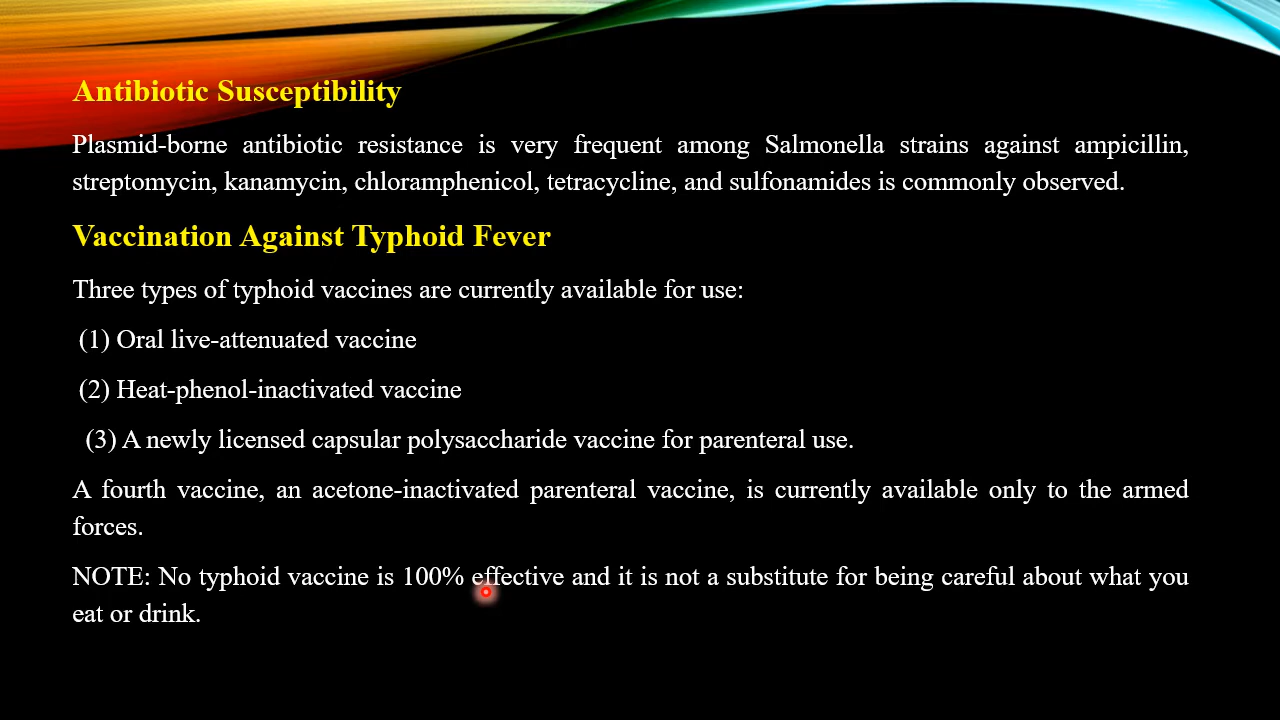 Antibiotic Susceptibility
Plasmid-borne antibiotic resistance is very frequent among Salmonella strains against ampicillin,
streptomycin, kanamycin, chloramphenicol, tetracycline, and sulfonamides is commonly observed.
Vaccination Against Typhoid Fever
Three types of typhoid vaccines are currently available for use:
(1) Oral live-attenuated vaccine
(2) Heat-phenol-inactivated vaccine
(3) A newly licensed capsular polysaccharide vaccine for parenteral use.
A fourth vaccine, an acetone-inactivated parenteral vaccine, is currently available only to the armed
forces.
NOTE: No typhoid vaccine is 100% effective and it is not a substitute for being careful about what you
eat or drink.